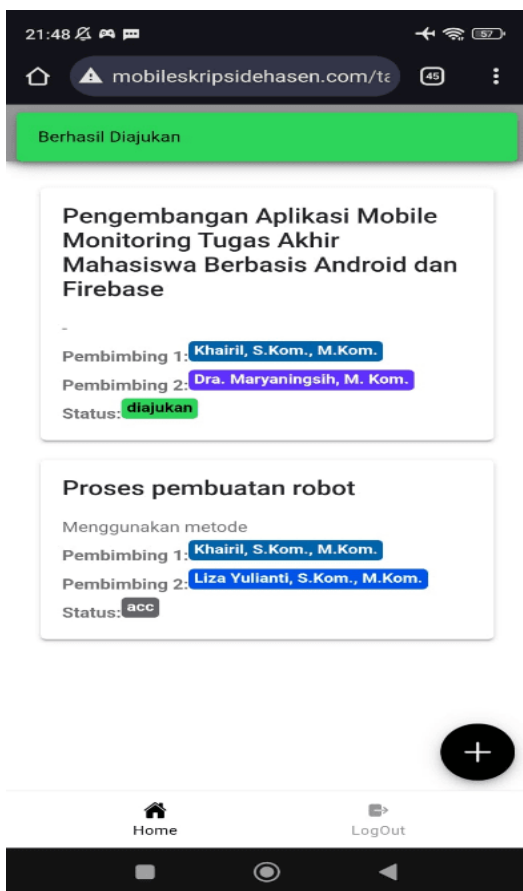 21:48
57
mobileskripsidehasen.com/ta
45
Berhasil Diajukan
Pengembangan Aplikasi Mobile
Monitoring Tugas Akhir
Mahasiswa Berbasis Android dan
Firebase
-
Pembimbing 1: Khairil, S.Kom., M.Kom.
Pembimbing 2: Dra. Maryaningsih, M. Kom.
Status: diajukan
Proses pembuatan robot
Menggunakan metode
Pembimbing 1: Khairil, S.Kom., M.Kom.
Pembimbing 2: Liza Yulianti, S.Kom., M.Kom.
Status: acc
Home
LogOut